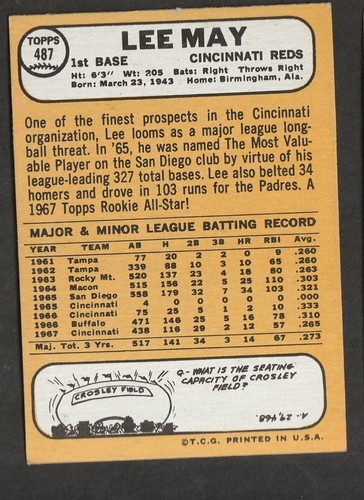 TOPPS
487
LEE MAY
1st BASE CINCINNATI REDS
Ht: 6'3" Wt: 205 Bats: Right Throws Right
Born: March 23, 1943 Home: Birmingham, Ala.
One of the finest prospects in the Cincinnati
organization, Lee looms as a major league long-
ball threat. In '65, he was named The Most Valu-
able Player on the San Diego club by virtue of his
league-leading 327 total bases. Lee also belted 34
homers and drove in 103 runs for the Padres. A
1967 Topps Rookie All-Star!
MAJOR & MINOR LEAGUE BATTING RECORD
YEAR TEAM AB H 2B 3B HR RBI Avg.
1961 Tampa 77 20 2 2 0 9 .260
1962 Tampa 339 88 10 3 10 65 .260
1963 Rocky Mt. 520 137 23 4 18 80 .263
1964 Macon 515 156 22 5 25 110 .303
1965 San Diego 558 179 32 7 34 103 .321
1965 Cincinnati 4 0 0 0 0 0 .000
1966 Cincinnati 75 25 5 1 2 10 .333
1966 Buffalo 471 146 25 5 16 78 .310
1967 Cincinnati 438 116 29 2 12 57 .265
Maj. Tot. 3 Yrs. 517 141 34 3 14 67 .273
CROSLEY FIELD
Q- WHAT IS THE SEATING
CAPACITY OF CROSLEY
FIELD?
A- 29,468.
©T.C.G. PRINTED IN U.S.A.